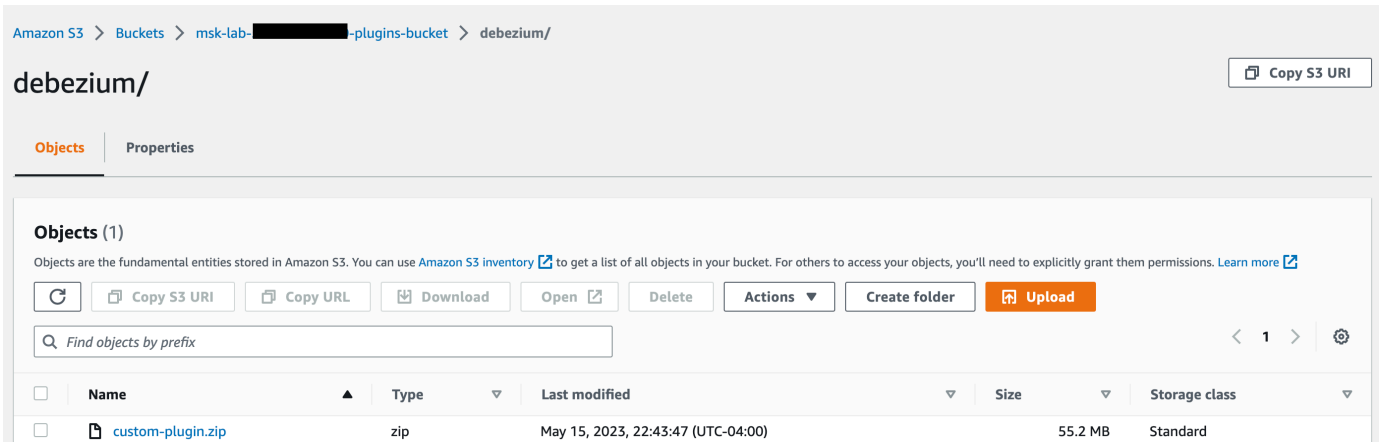 Amazon S3 > Buckets > msk-lab- -plugins-bucket > debezium/
debezium/
Copy S3 URI
Objects
Properties
Objects (1)
Objects are the fundamental entities stored in Amazon S3. You can use Amazon S3 inventory to get a list of all objects in your bucket. For others to access your objects, you'll need to explicitly grant them permissions. Learn more
Copy S3 URI Copy URL Download Open Delete Actions Create folder Upload
Find objects by prefix
1
Name Type Last modified Size Storage class
custom-plugin.zip zip May 15, 2023, 22:43:47 (UTC-04:00) 55.2 MB Standard